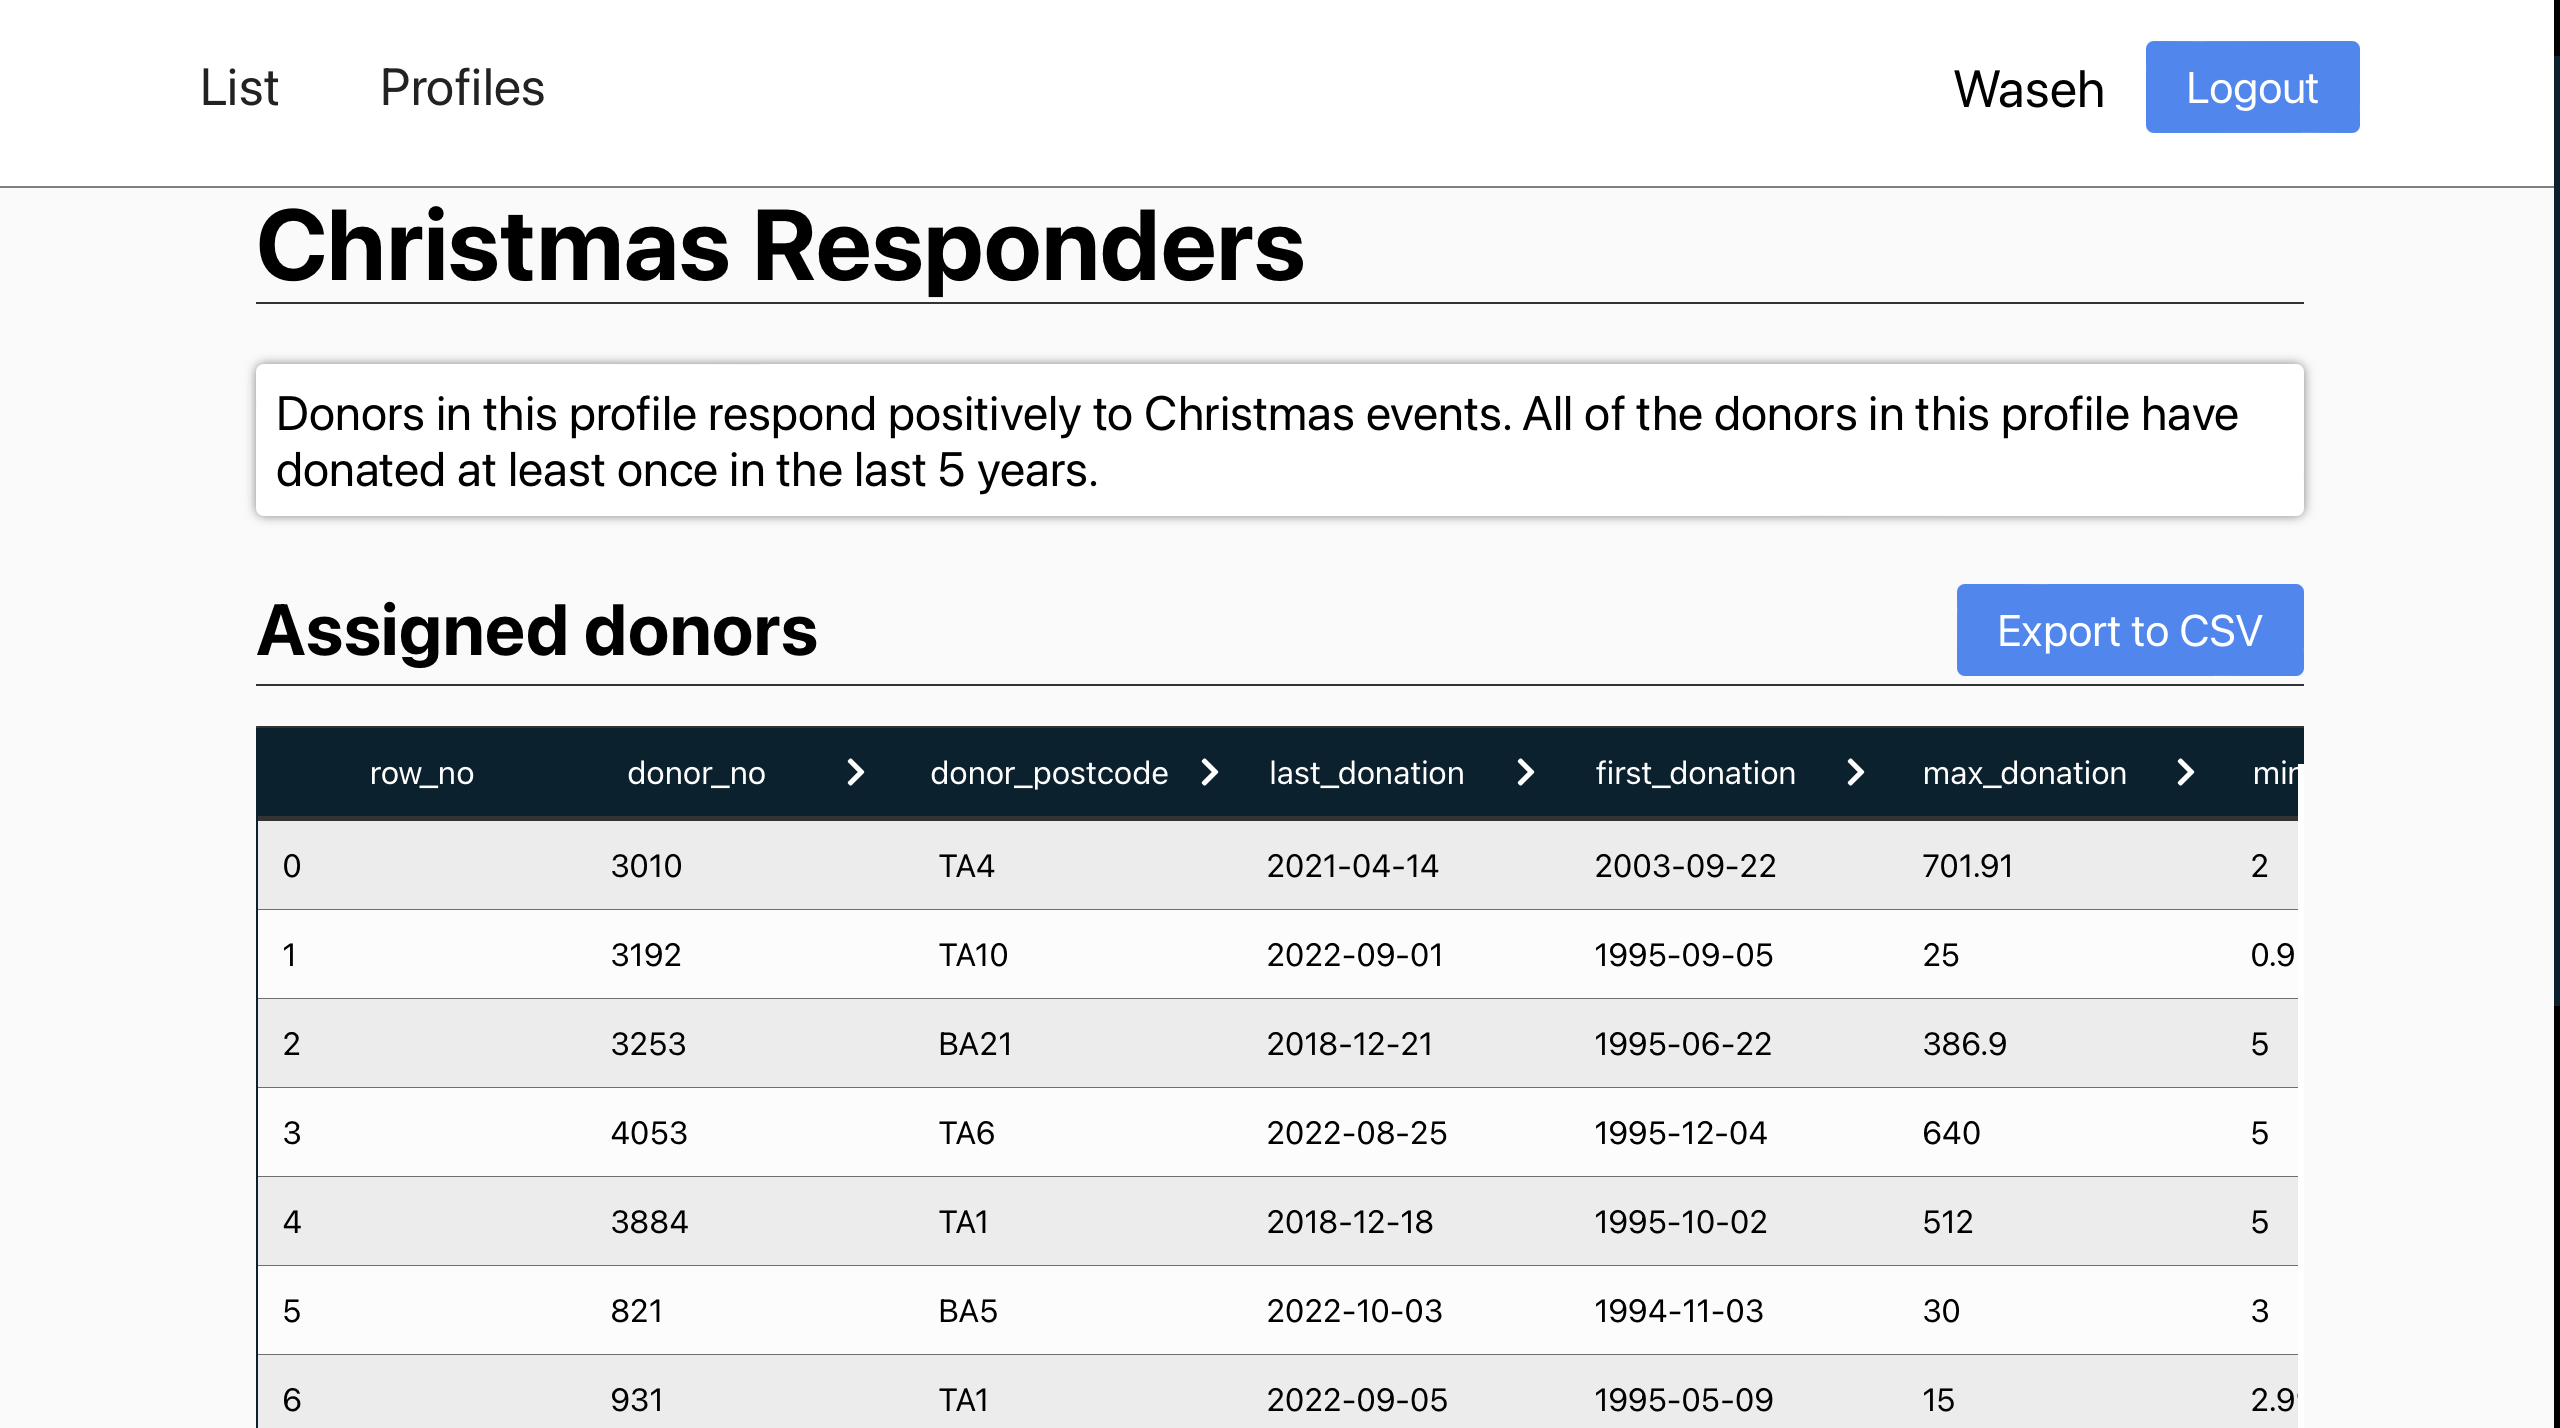 List Profiles Waseh Logout
Christmas Responders
Donors in this profile respond positively to Christmas events. All of the donors in this profile have
donated at least once in the last 5 years.
Assigned donors Export to CSV
row_no donor_no donor_postcode last_donation first_donation max_donation
0 3010 TA4 2021-04-14 2003-09-22 701.91 2
1 3192 TA10 2022-09-01 1995-09-05 25 0.9
2 3253 BA21 2018-12-21 1995-06-22 386.9 5
3 4053 TA6 2022-08-25 1995-12-04 640 5
4 3884 TA1 2018-12-18 1995-10-02 512 5
5 821 BA5 2022-10-03 1994-11-03 30 3
6 931 TA1 2022-09-05 1995-05-09 15 2.9